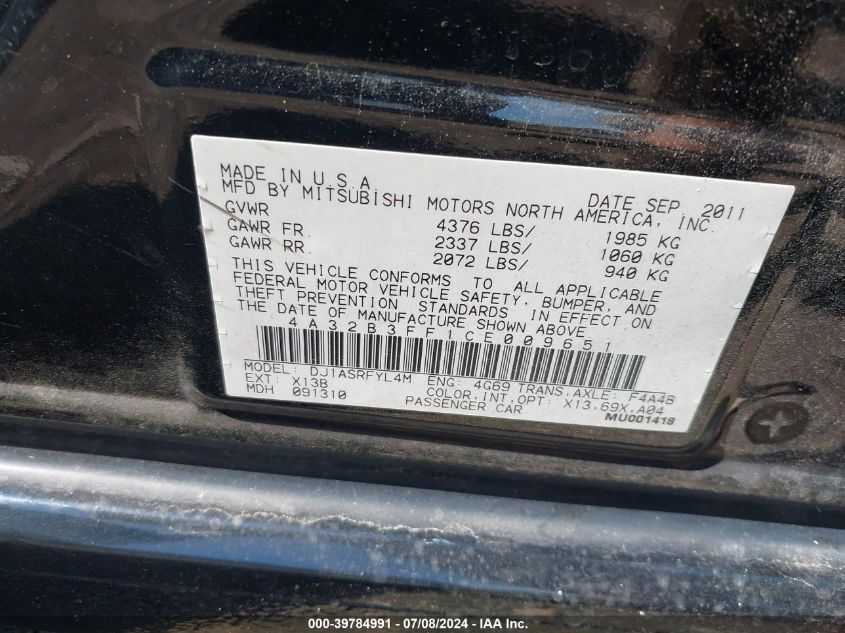 MADE IN U.S.A. DATE SEP. 2011
MFD BY MITSUBISHI MOTORS NORTH AMERICA, INC.
GVWR 4376 LBS/ 1985 KG
GAWR FR. 2337 LBS/ 1060 KG
GAWR RR. 2072 LBS/ 940 KG
THIS VEHICLE CONFORMS TO ALL APPLICABLE
FEDERAL MOTOR VEHICLE SAFETY, BUMPER, AND
THEFT PREVENTION STANDARDS IN EFFECT ON
THE DATE OF MANUFACTURE SHOWN ABOVE
4A32B3FF1CE009651
MODEL: DJ1ASRFYL4M ENG: 4G69 TRANS,AXLE: F4A4B
EXT: X13B COLOR,INT,OPT: X13,69X,A04
MDH 091310 PASSENGER CAR
MU001418
000-39784991 - 07/08/2024 - IAAI Inc.